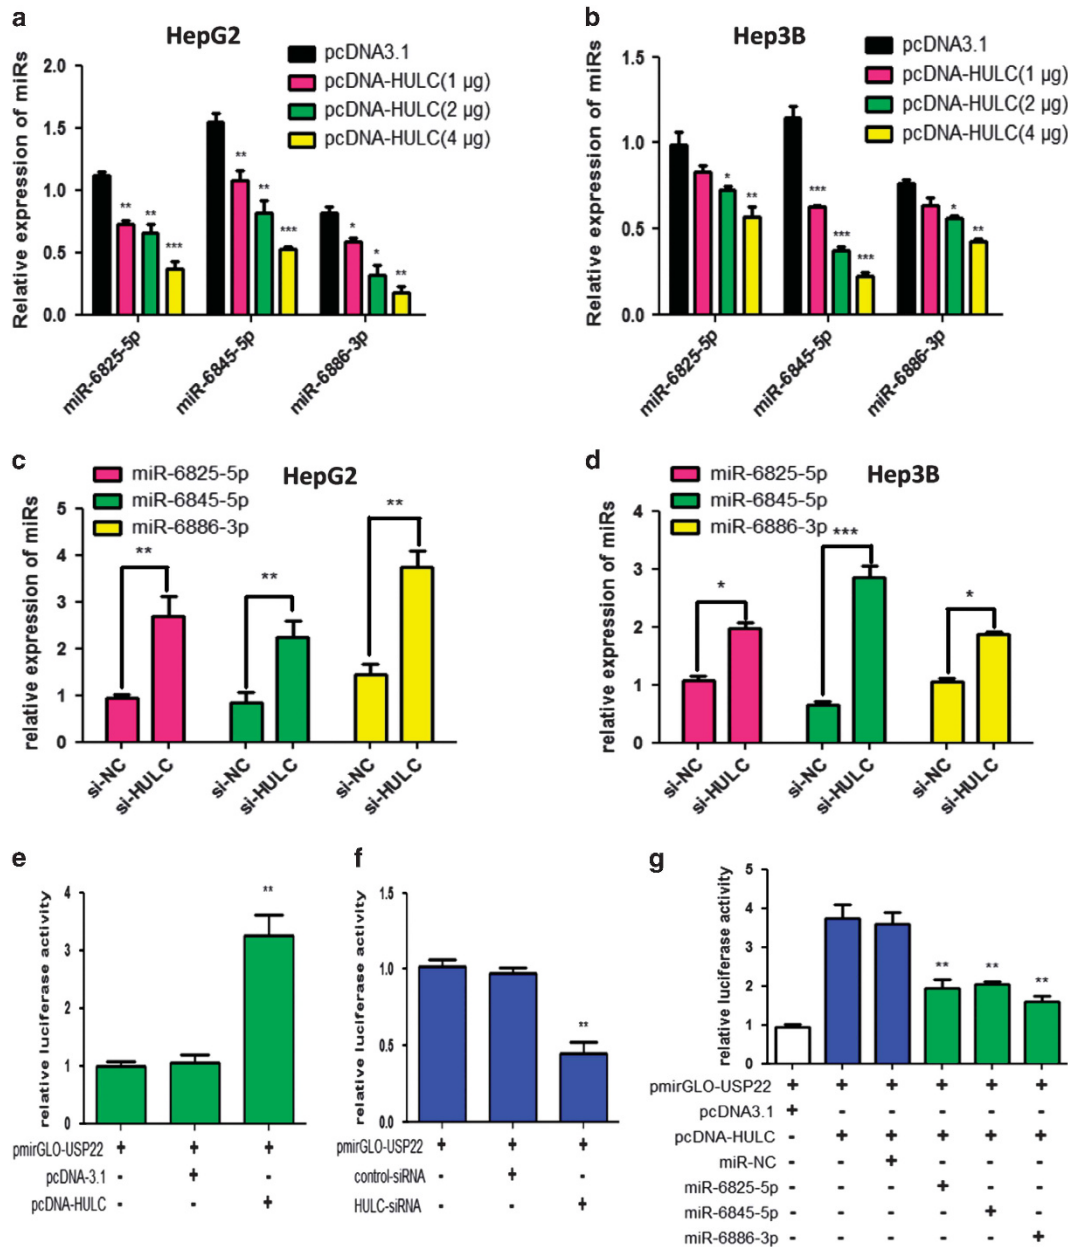 a
HepG2
pcDNA3.1
pcDNA-HULC(1 µg)
pcDNA-HULC(2 µg)
pcDNA-HULC(4 µg)
Relative expression of miRs
2.0
1.5
1.0
0.5
0.0
** ** ***
** ** ***
* * **
miR-6825-5p
miR-6845-5p
miR-6886-3p
b
Hep3B
pcDNA3.1
pcDNA-HULC(1 µg)
pcDNA-HULC(2 µg)
pcDNA-HULC(4 µg)
Relative expression of miRs
1.5
1.0
0.5
0.0
* **
*** *** ***
* **
miR-6825-5p
miR-6845-5p
miR-6886-3p
c
HepG2
miR-6825-5p
miR-6845-5p
miR-6886-3p
relative expression of miRs
5
4
3
2
1
0
** ** **
si-NC
si-HULC
si-NC
si-HULC
si-NC
si-HULC
d
Hep3B
miR-6825-5p
miR-6845-5p
miR-6886-3p
relative expression of miRs
4
3
2
1
0
* *** *
si-NC
si-HULC
si-NC
si-HULC
si-NC
si-HULC
e
relative luciferase activity
4
3
2
1
0
**
pmirGLO-USP22 + + +
pcDNA-3.1 - + -
pcDNA-HULC - - +
f
relative luciferase activity
1.5
1.0
0.5
0.0
**
pmirGLO-USP22 + + +
control-siRNA - + -
HULC-siRNA - - +
g
relative luciferase activity
5
4
3
2
1
0
** ** **
pmirGLO-USP22 + + + + + +
pcDNA3.1 + - - - - -
pcDNA-HULC - + + + + +
miR-NC - - + - - -
miR-6825-5p - - - + - -
miR-6845-5p - - - - + -
miR-6886-3p - - - - - +